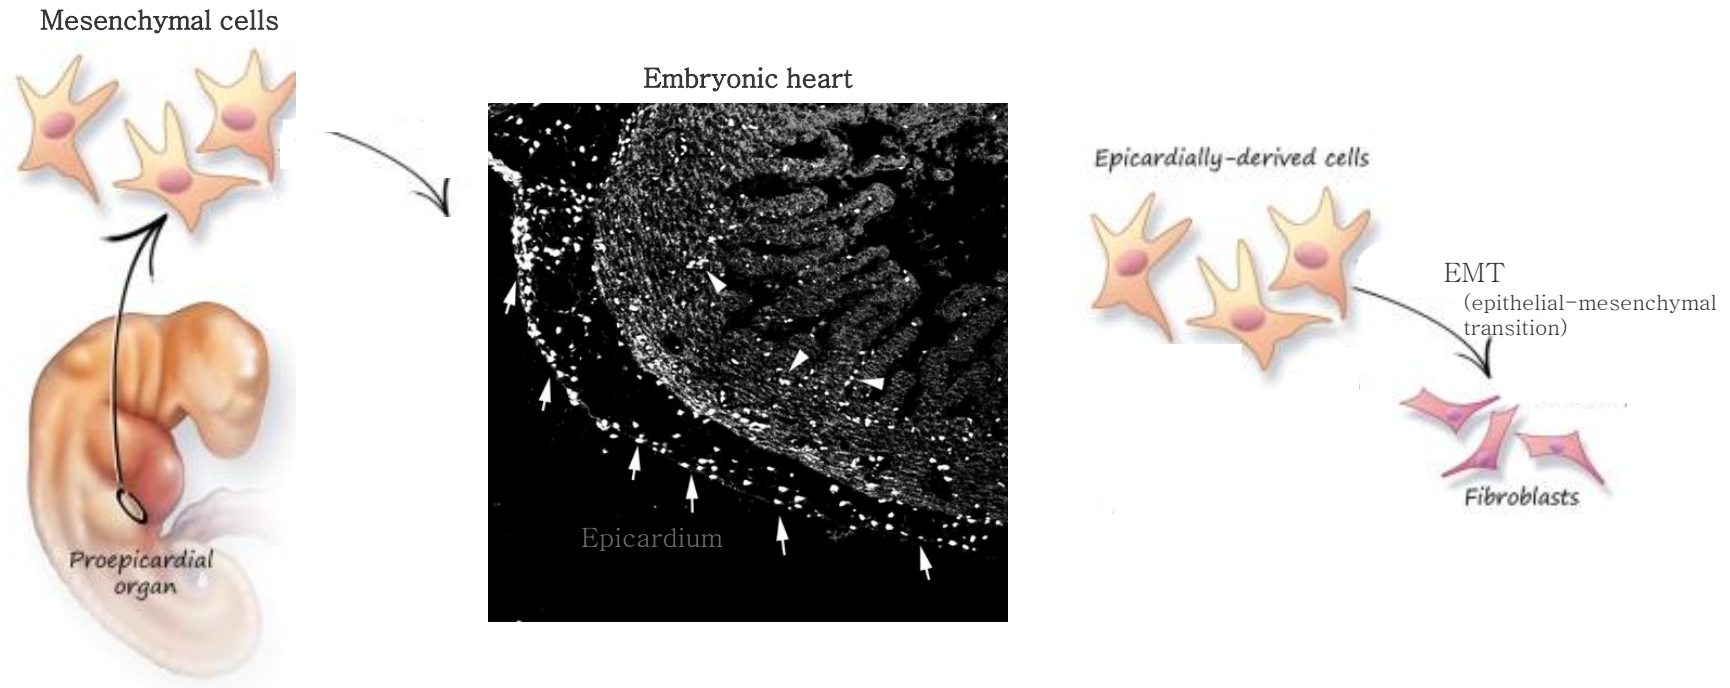 Mesenchymal cells
Embryonic heart
Epicardially-derived cells
EMT
(epithelial-mesenchymal
transition)
Fibroblasts
Epicardium
Proepicardial
organ